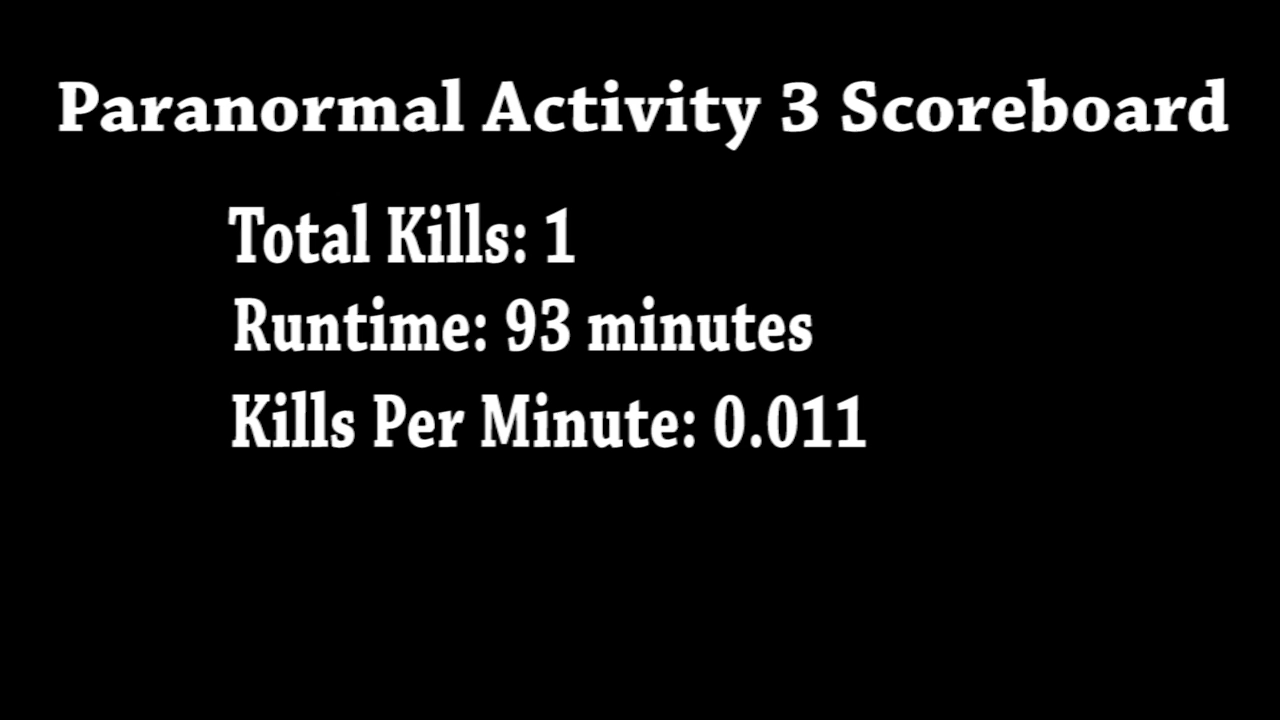 Paranormal Activity 3 Scoreboard
Total Kills: 1
Runtime: 93 minutes
Kills Per Minute: 0.011